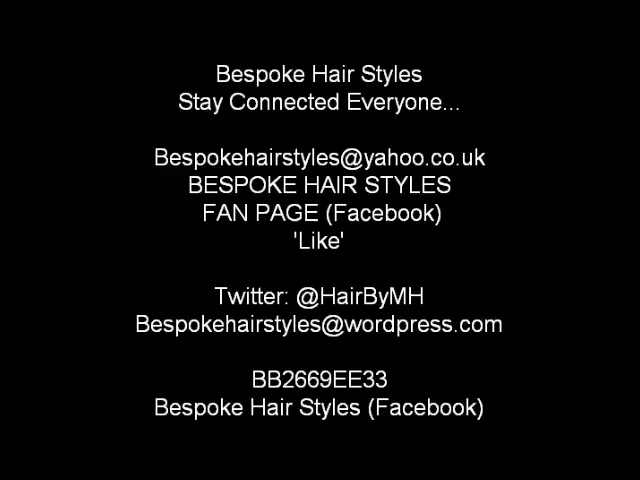 Bespoke Hair Styles
Stay Connected Everyone...
Bespokehairstyles@yahoo.co.uk
BESPOKE HAIR STYLES
FAN PAGE (Facebook)
'Like'
Twitter: @HairByMH
Bespokehairstyles@wordpress.com
BB2669EE33
Bespoke Hair Styles (Facebook)